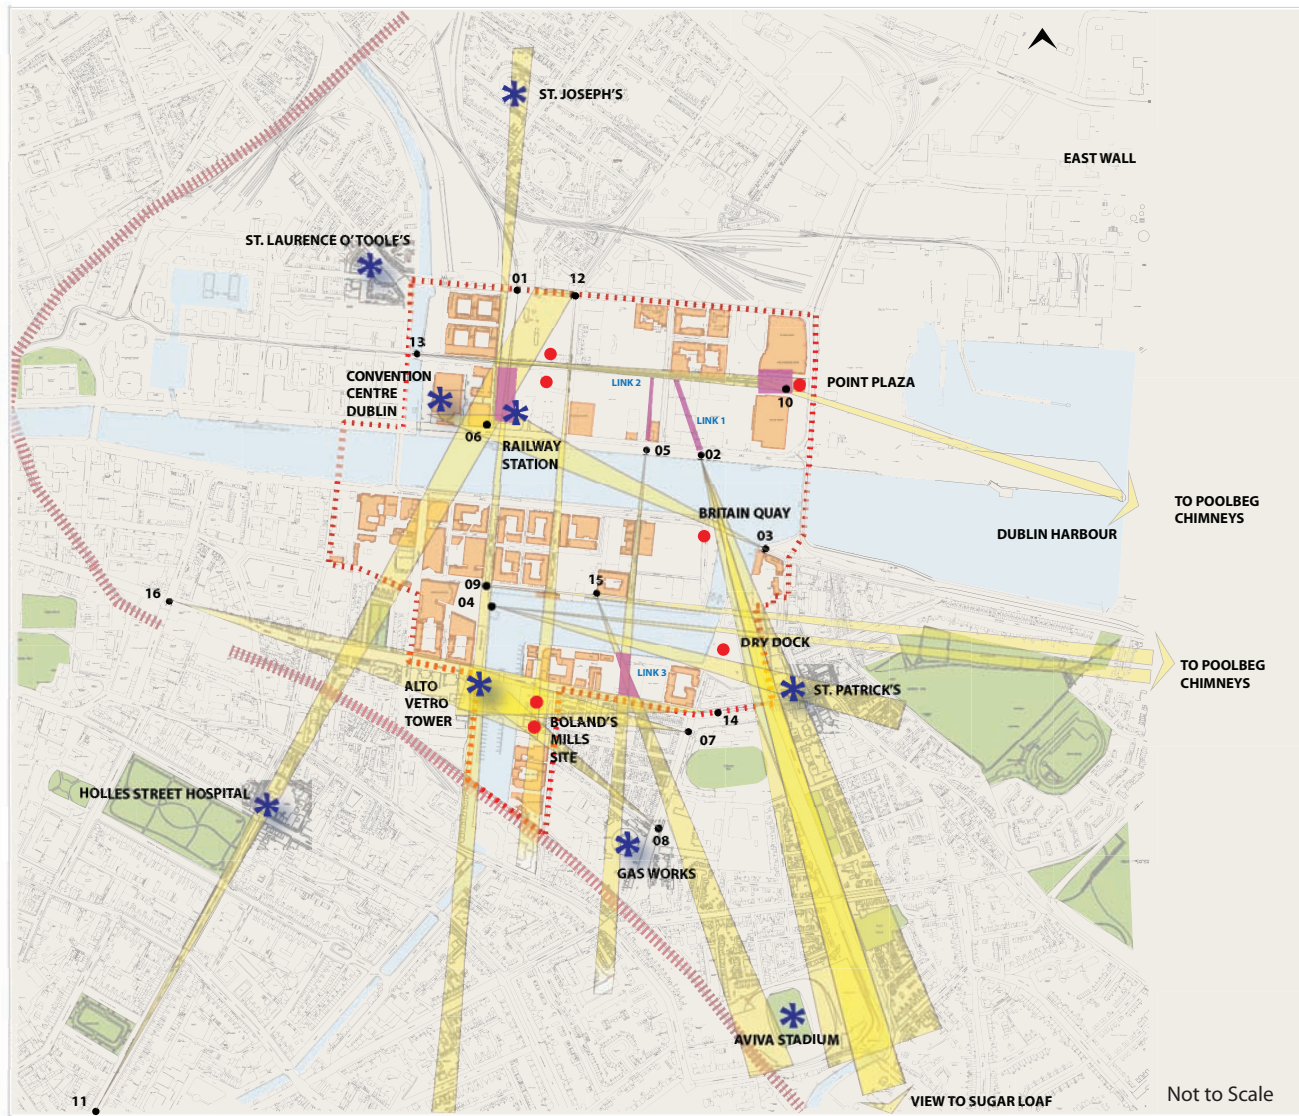 ST. JOSEPH'S
EAST WALL
ST. LAURENCE O'TOOLE'S
01
12
13
CONVENTION
CENTRE
DUBLIN
LINK 2
POINT PLAZA
10
LINK 1
06
RAILWAY
STATION
05
02
TO POOLBEG
CHIMNEYS
BRITAIN QUAY
DUBLIN HARBOUR
03
09
15
16
04
DRY DOCK
TO POOLBEG
CHIMNEYS
LINK 3
ALTO
VETRO
TOWER
ST. PATRICK'S
BOLAND'S
MILLS
SITE
14
07
HOLLES STREET HOSPITAL
08
GAS WORKS
AVIVA STADIUM
11
VIEW TO SUGAR LOAF
Not to Scale